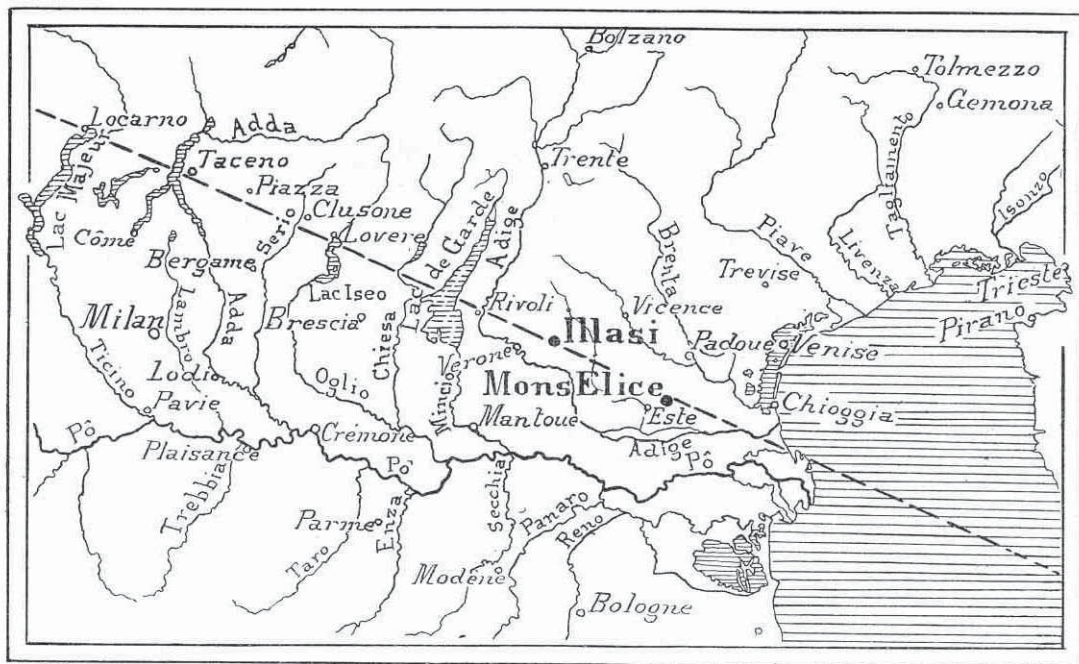 Bolzano
Tolmezzo
Gemona
Locarno
Adda
Lac Majeur
Taceno
Trente
Piazza
Clusone
Serio
Lovere
Côme
Bergame
Lac de Garde
Adige
Brenta
Piave
Tagliament
Livenza
Isonzo
Trevise
Trieste
Lac Iseo
Rivoli
Vicence
Pirano
Milan
Lambro
Adda
Brescia
Chiesa
Illasi
Padoue
Venise
Verone
Ticino
Lodi
Oglio
Mincio
Mons Elice
Pavie
Mantoue
Este
Chioggia
Pô
Crémone
Adige
Plaisance
Pô
Pô
Trebbia
Secchia
Panaro
Parme
Enza
Reno
Taro
Modène
Bologne